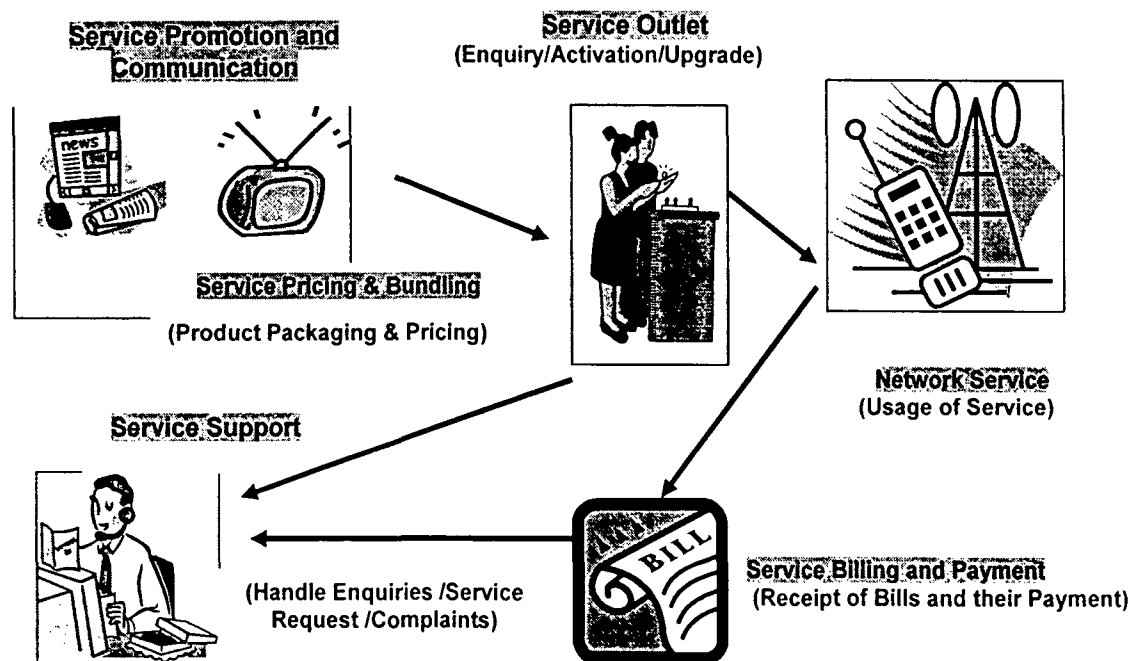 Service Promotion and
Communication
Service Outlet
(Enquiry/Activation/Upgrade)
news
Service Pricing & Bundling
(Product Packaging & Pricing)
Network Service
(Usage of Service)
Service Support
(Handle Enquiries /Service
Request /Complaints)
BILL
Service Billing and Payment
(Receipt of Bills and their Payment)